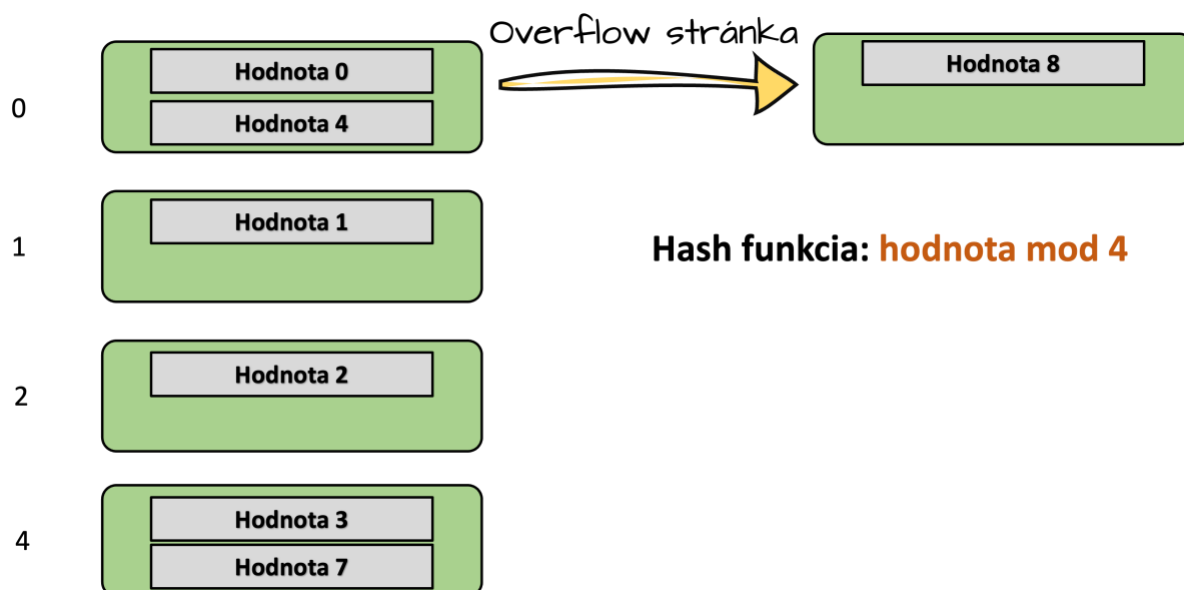 Overflow stránka
0
Hodnota 0
Hodnota 4
Hodnota 8
1
Hodnota 1
Hash funkcia: hodnota mod 4
2
Hodnota 2
4
Hodnota 3
Hodnota 7